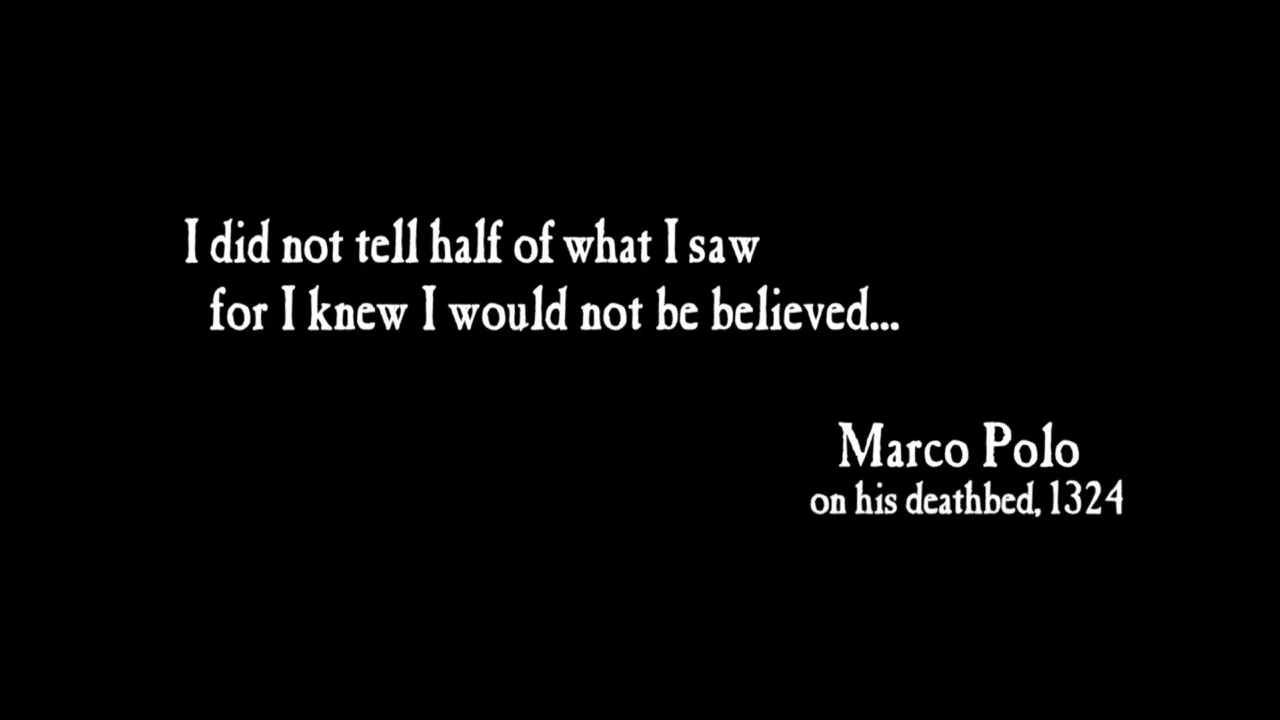 I did not tell half of what I saw
for I knew I would not be believed...
Marco Polo
on his deathbed, 1324